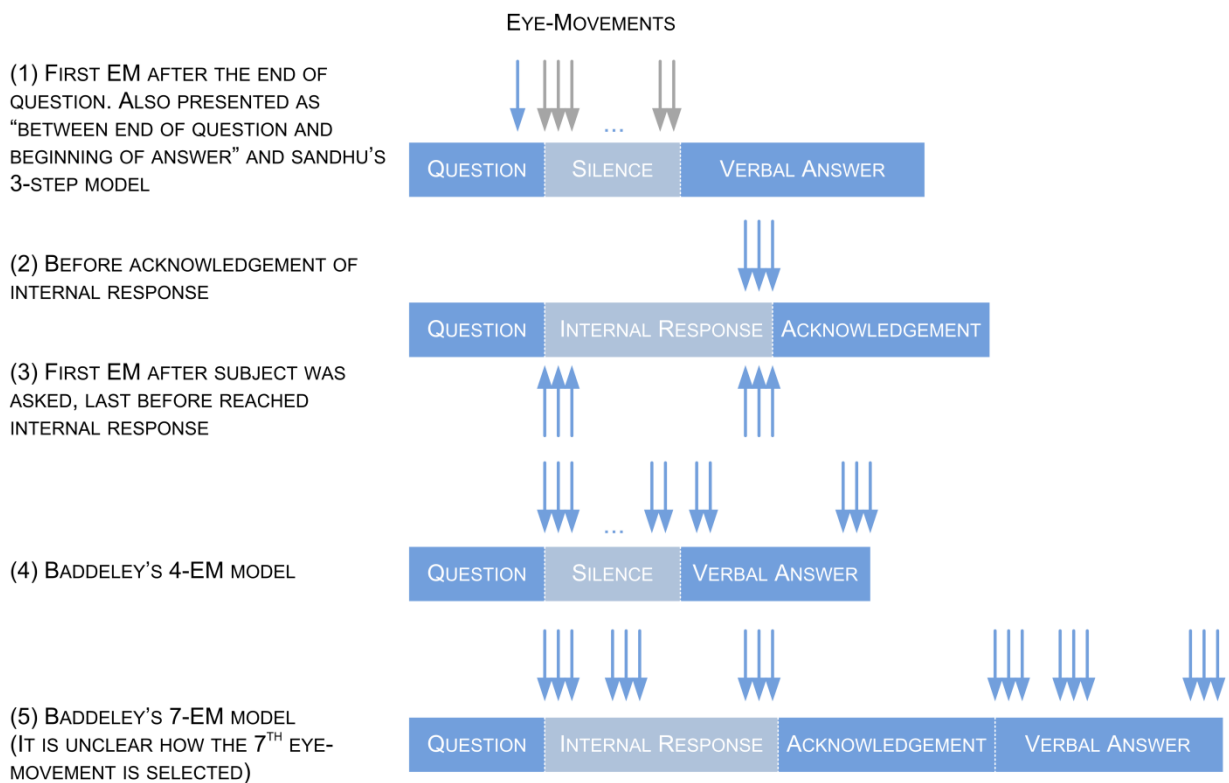 EYE-MOVEMENTS
(1) FIRST EM AFTER THE END OF
QUESTION. ALSO PRESENTED AS
“BETWEEN END OF QUESTION AND
BEGINNING OF ANSWER” AND SANDHU’S
3-STEP MODEL
...
QUESTION
SILENCE
VERBAL ANSWER
(2) BEFORE ACKNOWLEDGEMENT OF
INTERNAL RESPONSE
QUESTION
INTERNAL RESPONSE
ACKNOWLEDGEMENT
(3) FIRST EM AFTER SUBJECT WAS
ASKED, LAST BEFORE REACHED
INTERNAL RESPONSE
...
(4) BADDELEY’S 4-EM MODEL
QUESTION
SILENCE
VERBAL ANSWER
(5) BADDELEY’S 7-EM MODEL
(IT IS UNCLEAR HOW THE 7TH EYE-
MOVEMENT IS SELECTED)
QUESTION
INTERNAL RESPONSE
ACKNOWLEDGEMENT
VERBAL ANSWER